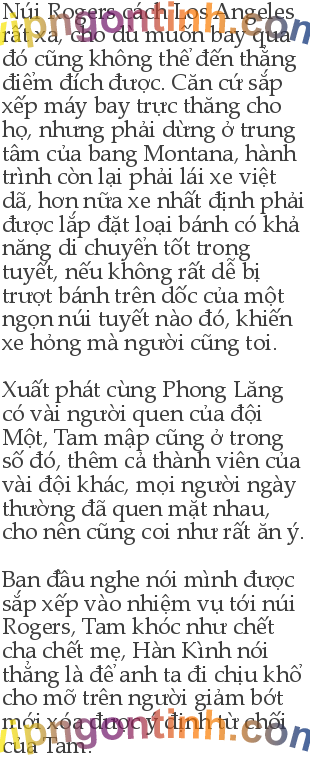 Núi Rogers cách Los Angeles
rất xa, cho dù muốn bay qua
đó cũng không thể đến thẳng
điểm đích được. Căn cứ sắp
xếp máy bay trực thăng cho
họ, nhưng phải dừng ở trung
tâm của bang Montana, hành
trình còn lại phải lái xe việt
dã, hơn nữa xe nhất định phải
được lắp đặt loại bánh có khả
năng di chuyển tốt trong
tuyết, nếu không rất dễ bị
trượt bánh trên dốc của một
ngọn núi tuyết nào đó, khiến
xe hỏng mà người cũng toi.
Xuất phát cùng Phong Lăng
có vài người quen của đội
Một, Tam mập cũng ở trong
số đó, thêm cả thành viên của
vài đội khác, mọi người ngày
thường đã quen mặt nhau,
cho nên cũng coi như rất ăn ý.
Ban đầu nghe nói mình được
sắp xếp vào nhiệm vụ tới núi
Rogers, Tam khóc như chết
cha chết mẹ, Hàn Kình nói
thẳng là để anh ta đi chịu khổ
cho mỡ trên người giảm bớt
mới xóa được ý định từ chối
của Tam.
vipngontinh.com
vipngontinh.com